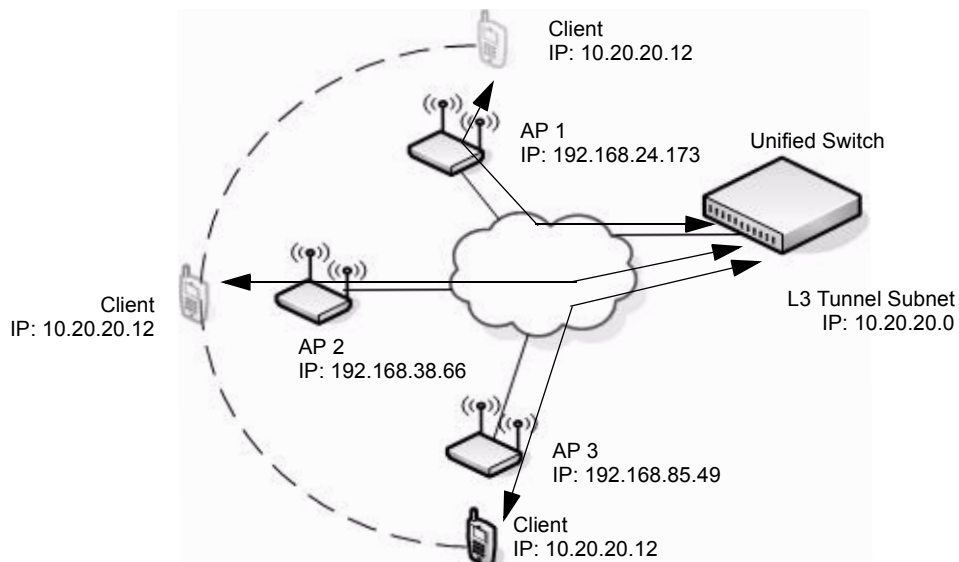 Client
IP: 10.20.20.12
AP 1
IP: 192.168.24.173
Unified Switch
L3 Tunnel Subnet
IP: 10.20.20.0
Client
IP: 10.20.20.12
AP 2
IP: 192.168.38.66
AP 3
IP: 192.168.85.49
Client
IP: 10.20.20.12